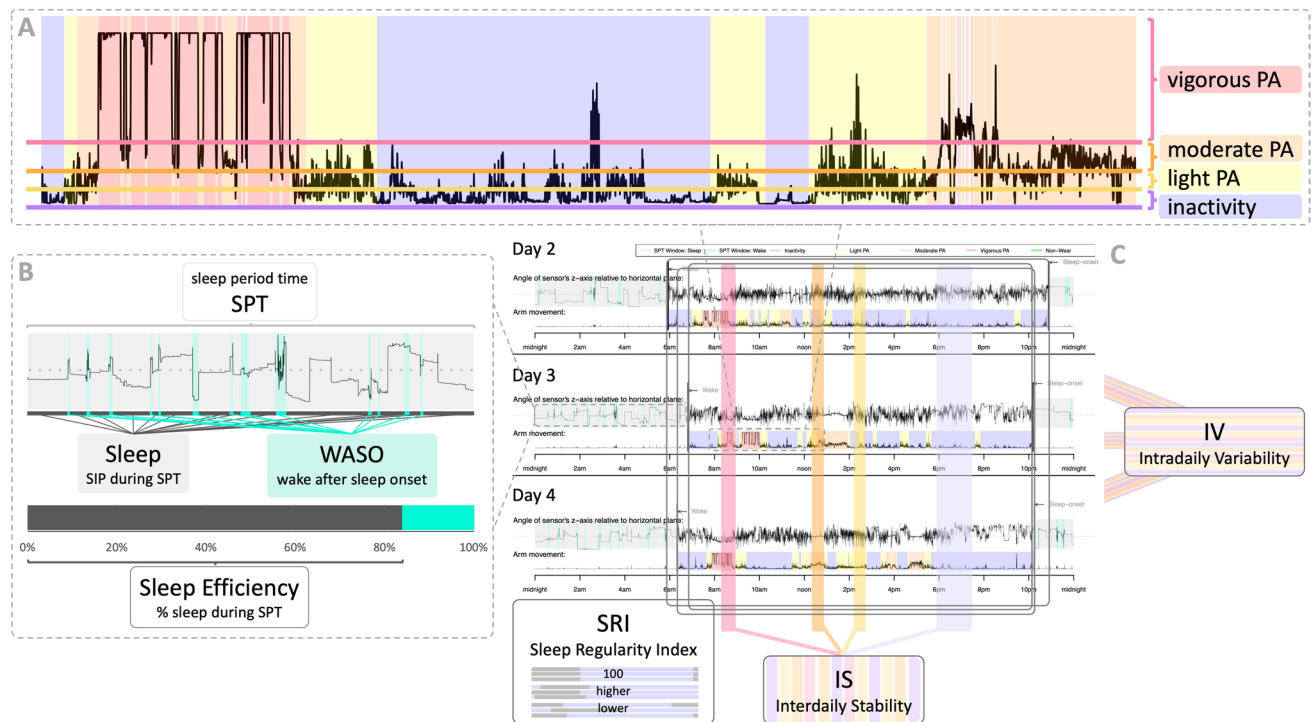 A
vigorous PA
moderate PA
light PA
inactivity
B
sleep period time
SPT
Sleep
SIP during SPT
WASO
wake after sleep onset
0% 20% 40% 60% 80% 100%
Sleep Efficiency
% sleep during SPT
C
SPT Window: Sleep SPT Window: Wake Inactivity Light PA Moderate PA Vigorous PA Non-Wear
Day 2
Sleep-onset
Angle of sensor's z-axis relative to horizontal plane:
Arm movement:
midnight 2am 4am 6am 8am 10am noon 2pm 4pm 6pm 8pm 10pm midnight
Day 3
Wake
Sleep-onset
Angle of sensor's z-axis relative to horizontal plane:
Arm movement:
midnight 2am 4am 6am 8am 10am noon 2pm 4pm 6pm 8pm 10pm midnight
Day 4
Wake
Sleep-onset
Angle of sensor's z-axis relative to horizontal plane:
Arm movement:
midnight 2am 4am 6am 8am 10am noon 2pm 4pm 6pm 8pm 10pm midnight
IV
Intradaily Variability
SRI
Sleep Regularity Index
100
higher
lower
IS
Interdaily Stability